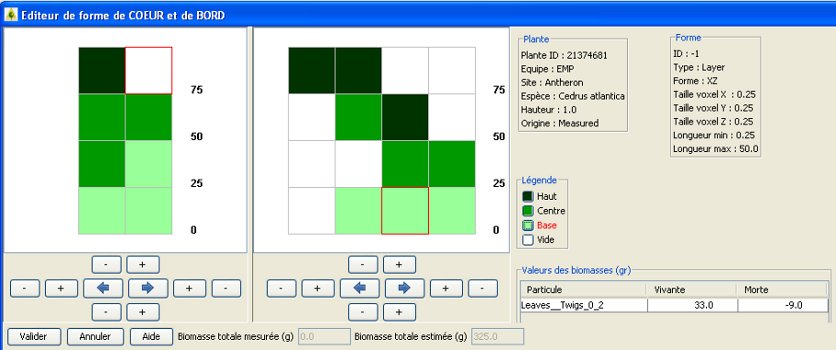 Editeur de forme de COEUR et de BORD
75
50
25
0
- +
- + + -
- +
75
50
25
0
- +
- + + -
- +
Plante
Plante ID : 21374681
Equipe : EMP
Site : Antheron
Espèce : Cedrus atlantica
Hauteur : 1.0
Origine : Measured
Forme
ID : -1
Type : Layer
Forme : XZ
Taille voxel X : 0.25
Taille voxel Y : 0.25
Taille voxel Z : 0.25
Longueur min : 0.25
Longueur max : 50.0
Légende
Haut
Centre
Base
Vide
Valeurs des biomasses (gr)
Particule Vivante Morte
Leaves__Twigs_0_2 33.0 -9.0
Valider Annuler Aide Biomasse totale mesurée (g) 0.0 Biomasse totale estimée (g) 325.0